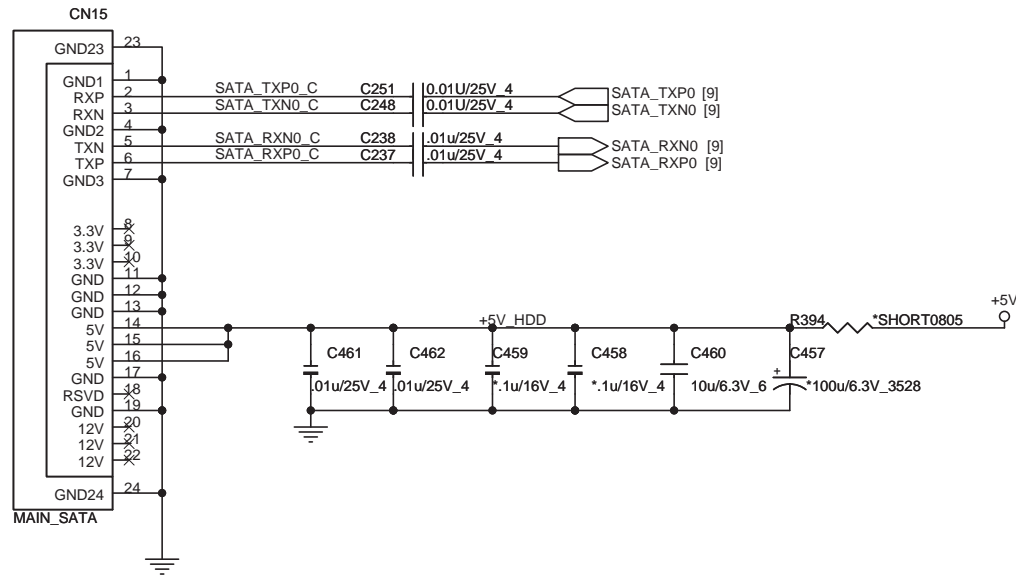 CN15
GND23 23
GND1 1
RXP 2 SATA_TXP0_C C251 0.01U/25V_4 SATA_TXP0 [9]
RXN 3 SATA_TXN0_C C248 0.01U/25V_4 SATA_TXN0 [9]
GND2 4
TXN 5 SATA_RXN0_C C238 .01u/25V_4 SATA_RXN0 [9]
TXP 6 SATA_RXP0_C C237 .01u/25V_4 SATA_RXP0 [9]
GND3 7
3.3V 8
3.3V 9
3.3V 10
GND 11
GND 12
GND 13
5V 14 +5V_HDD R394 *SHORT0805 +5V
5V 15
5V 16
C461 C462 C459 C458 C460 C457
.01u/25V_4 .01u/25V_4 *.1u/16V_4 *.1u/16V_4 10u/6.3V_6 + *100u/6.3V_3528
GND 17
RSVD 18
GND 19
12V 20
12V 21
12V 22
GND24 24
MAIN_SATA